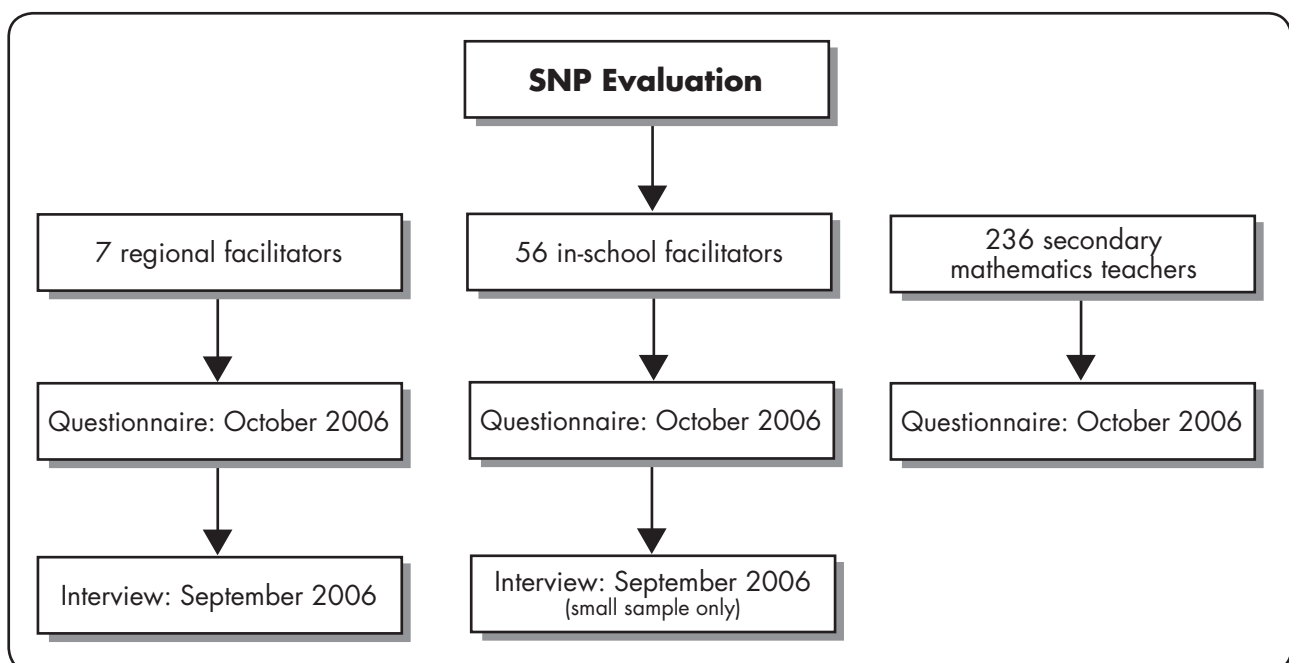 SNP Evaluation
7 regional facilitators
56 in-school facilitators
236 secondary
mathematics teachers
Questionnaire: October 2006
Questionnaire: October 2006
Questionnaire: October 2006
Interview: September 2006
Interview: September 2006
(small sample only)